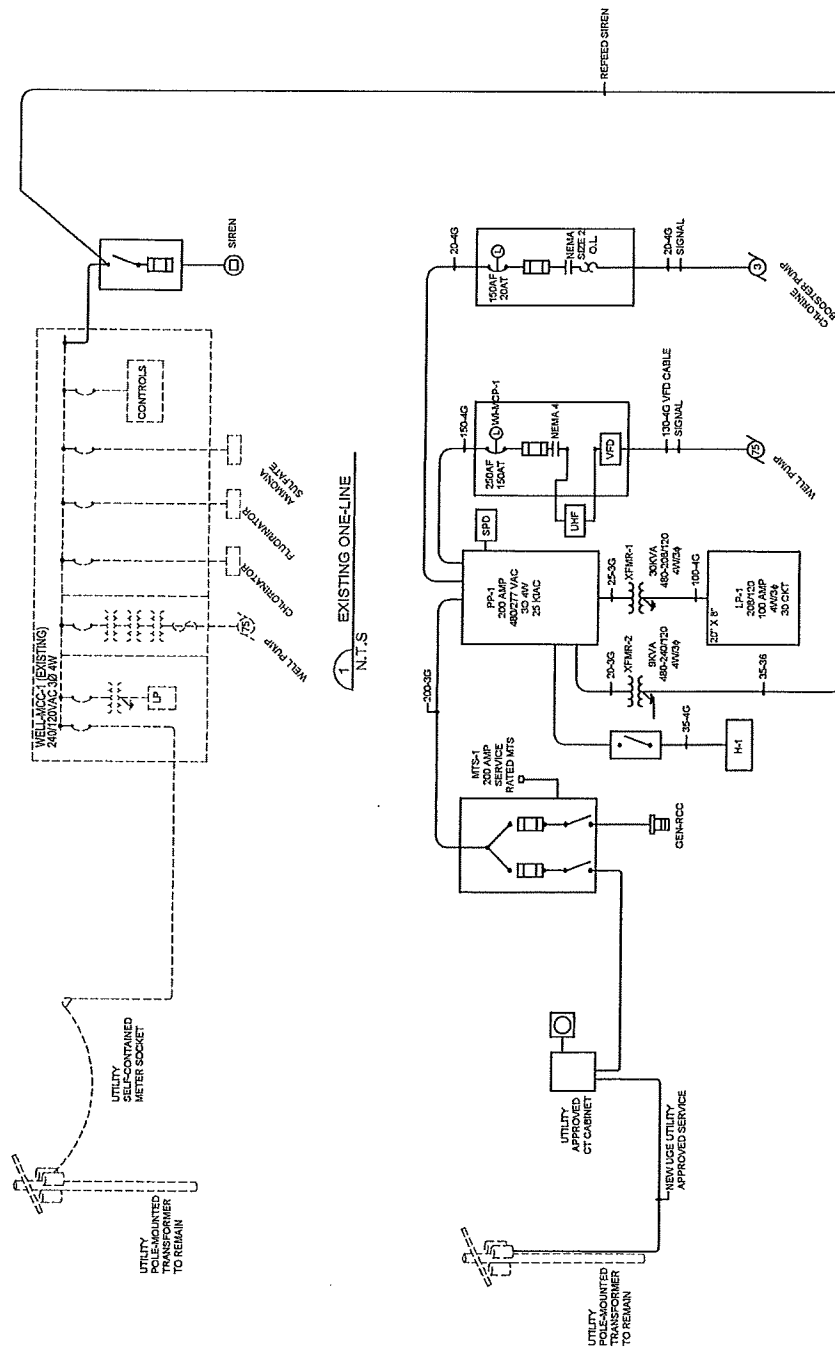 UTILITY
POLE-MOUNTED
TRANSFORMER
TO REMAIN
UTILITY
SELF-CONTAINED
METER SOCKET
WELL-MCC-1 (EXISTING)
240/120VAC 3Ø 4W
LP
75
WELL PUMP
CHLORINATOR
FLUORINATOR
AMMONIA
SULFATE
CONTROLS
SIREN
1
EXISTING ONE-LINE
N.T.S
REFEED SIREN
UTILITY
POLE-MOUNTED
TRANSFORMER
TO REMAIN
NEW UGE UTILITY
APPROVED SERVICE
UTILITY
APPROVED
CT CABINET
MTS-1
200 AMP
SERVICE
RATED MTS
GEN-RCC
200-3G
PP-1
200 AMP
480/277 VAC
3O 4W
25 KIAC
SPD
35-4G
H-1
20-3G
XFMR-2
9KVA
480-240/120
4W/3ϕ
35-36
25-3G
XFMR-1
30KVA
480-208/120
4W/3ϕ
100-4G
20" X 8"
LP-1
208/120
100 AMP
4W/3ϕ
30 CKT
150-4G
250AF
150AT
L
WI-MCP-1
NEMA 4
UHF
VFD
130-4G VFD CABLE
SIGNAL
75
WELL PUMP
20-4G
150AF
20AT
L
NEMA
SIZE 2
O.L.
20-4G
SIGNAL
3
CHLORINE
BOOSTER PUMP